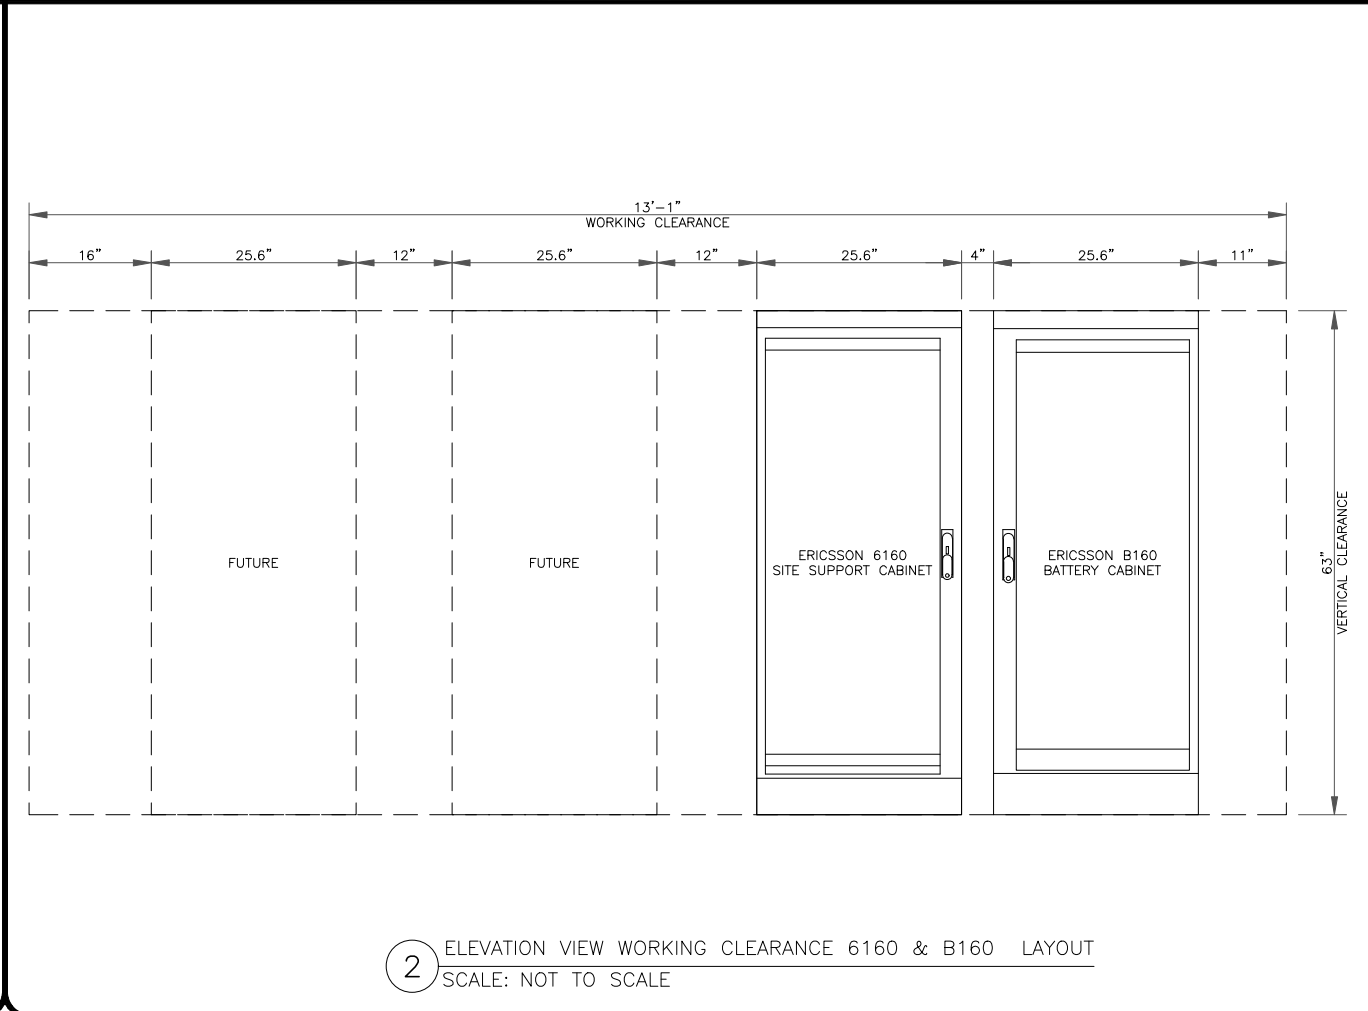 13'-1"
WORKING CLEARANCE
16" 25.6" 12" 25.6" 12" 25.6" 4" 25.6" 11"
FUTURE
FUTURE
ERICSSON 6160
SITE SUPPORT CABINET
ERICSSON B160
BATTERY CABINET
63"
VERTICAL CLEARANCE
2
ELEVATION VIEW WORKING CLEARANCE 6160 & B160 LAYOUT
SCALE: NOT TO SCALE